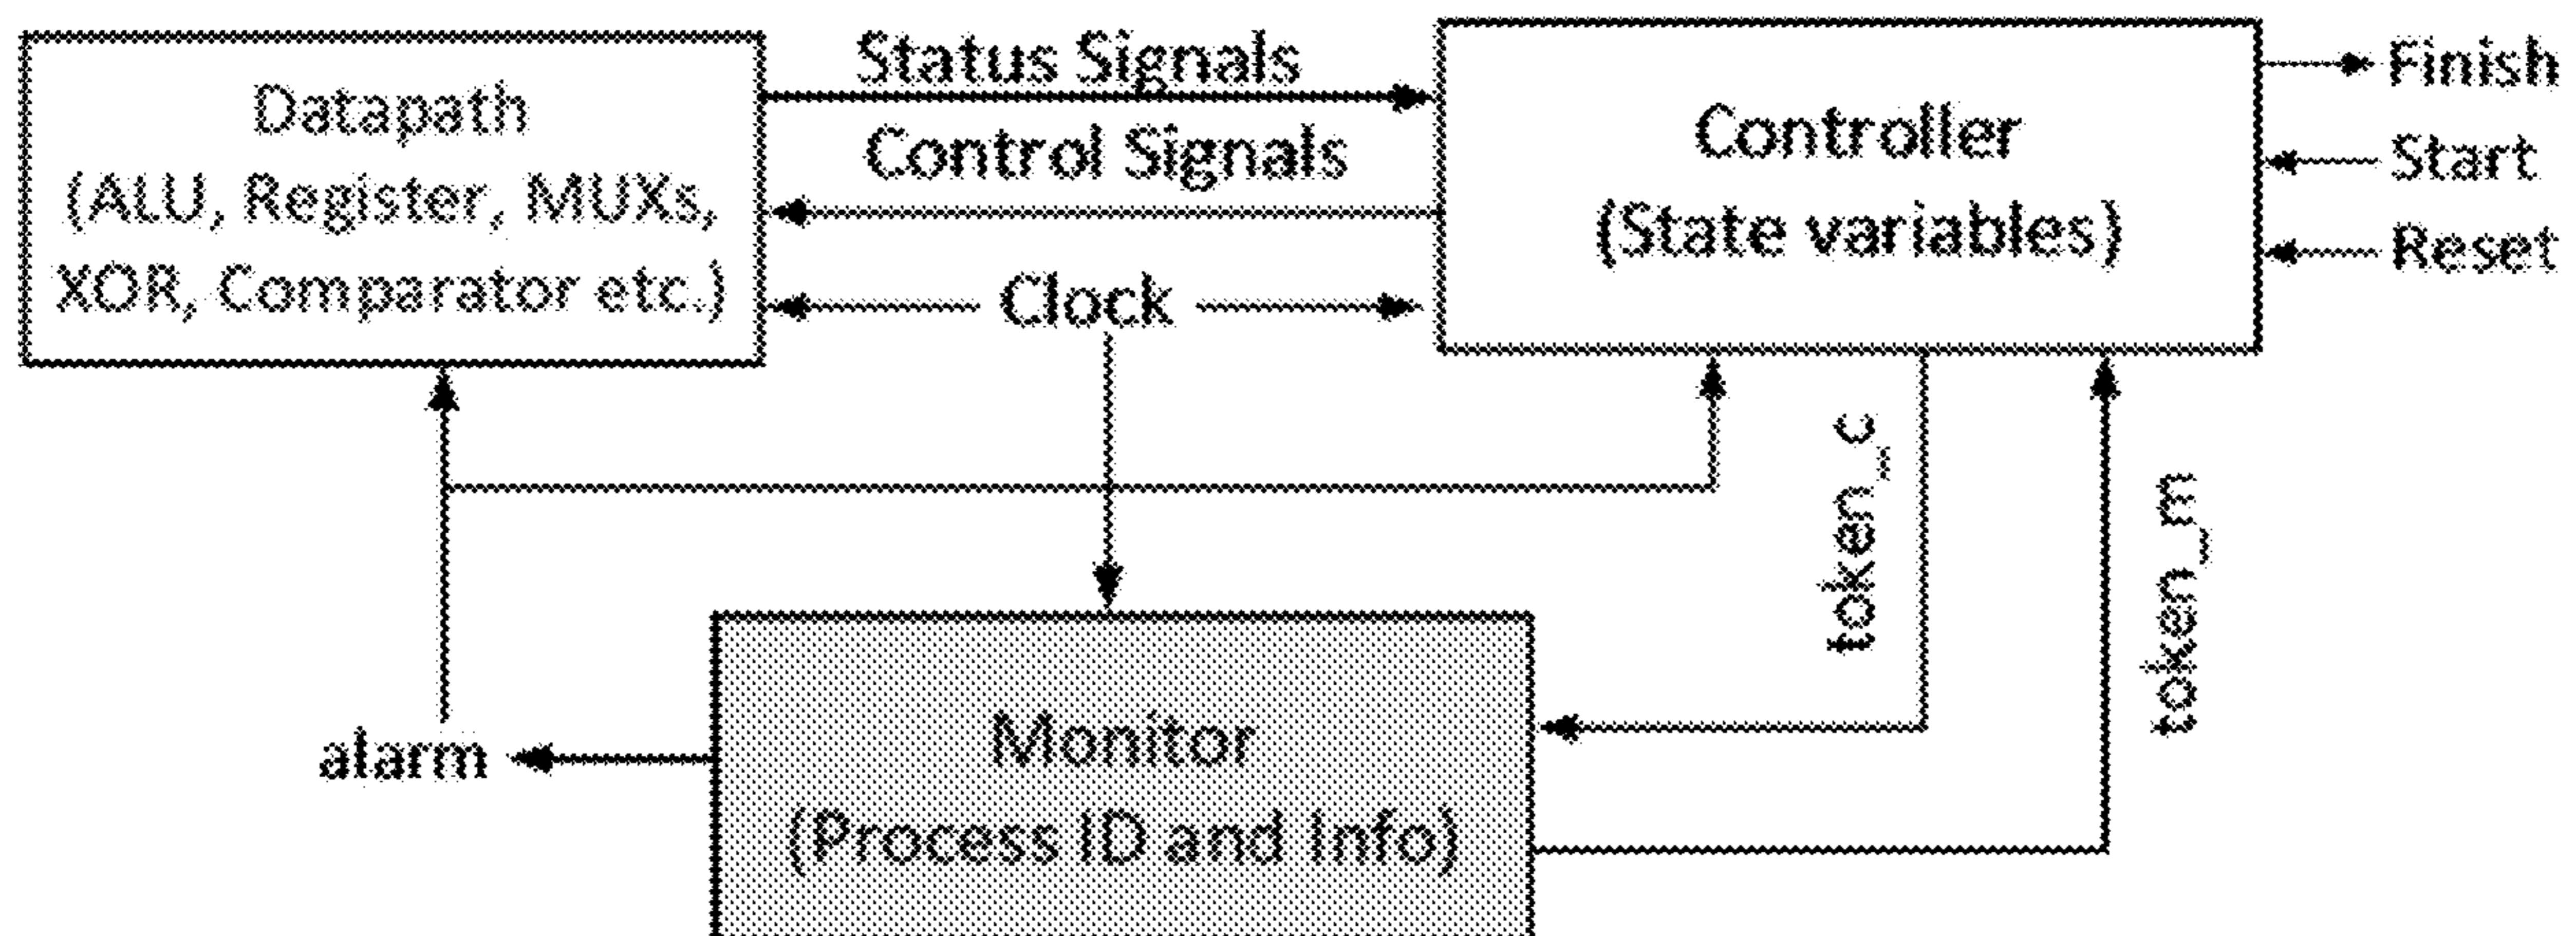 Datapath
(ALU, Register, MUXs,
XOR, Comparator etc.)
Status Signals
Control Signals
Clock
Controller
(State variables)
Finish
Start
Reset
token_c
token_m
alarm
Monitor
(Process ID and Info)